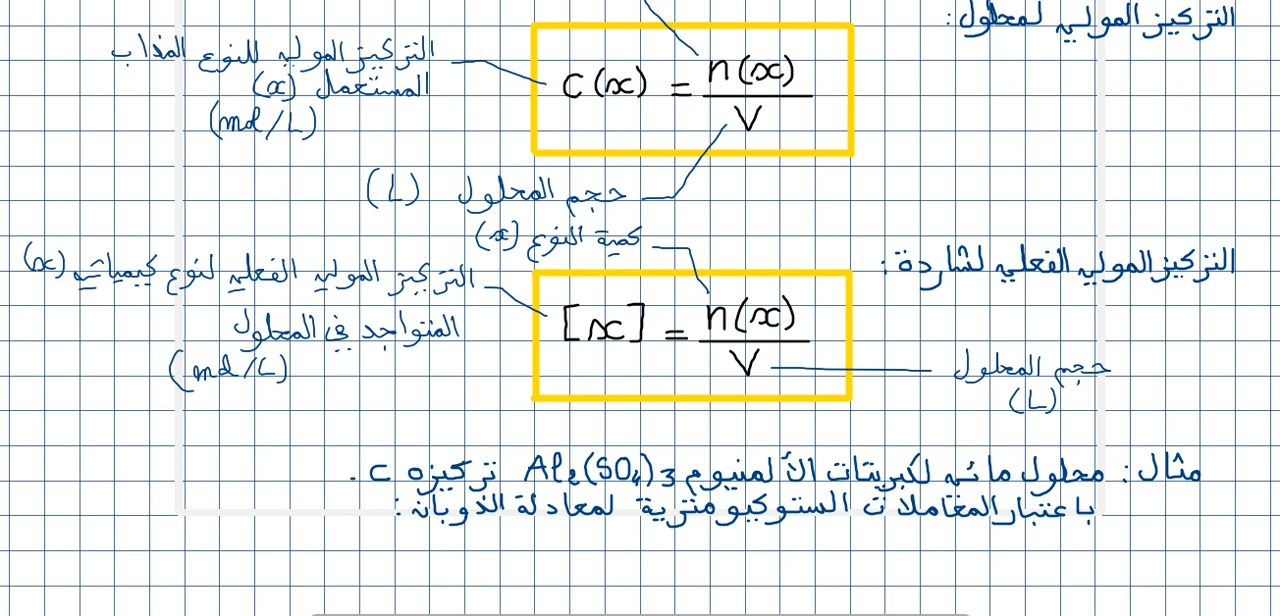 التركيز المولي لمحلول:
التركيز المولي للنوع المذاب
المستعمل (x)
(mol/L)
C(x) = n(x) / V
حجم المحلول (L)
كمية النوع (x)
التركيز المولي الفعلي لشاردة:
التركيز المولي الفعلي لنوع كيميائي (x)
المتواجد في المحلول
(mol/L)
[x] = n(x) / V
حجم المحلول
(L)
مثال: محلول مائي لكبريتات الألمنيوم Al2(SO4)3 تركيزه C.
باعتبار المعاملات الستوكيومترية لمعادلة الذوبان: